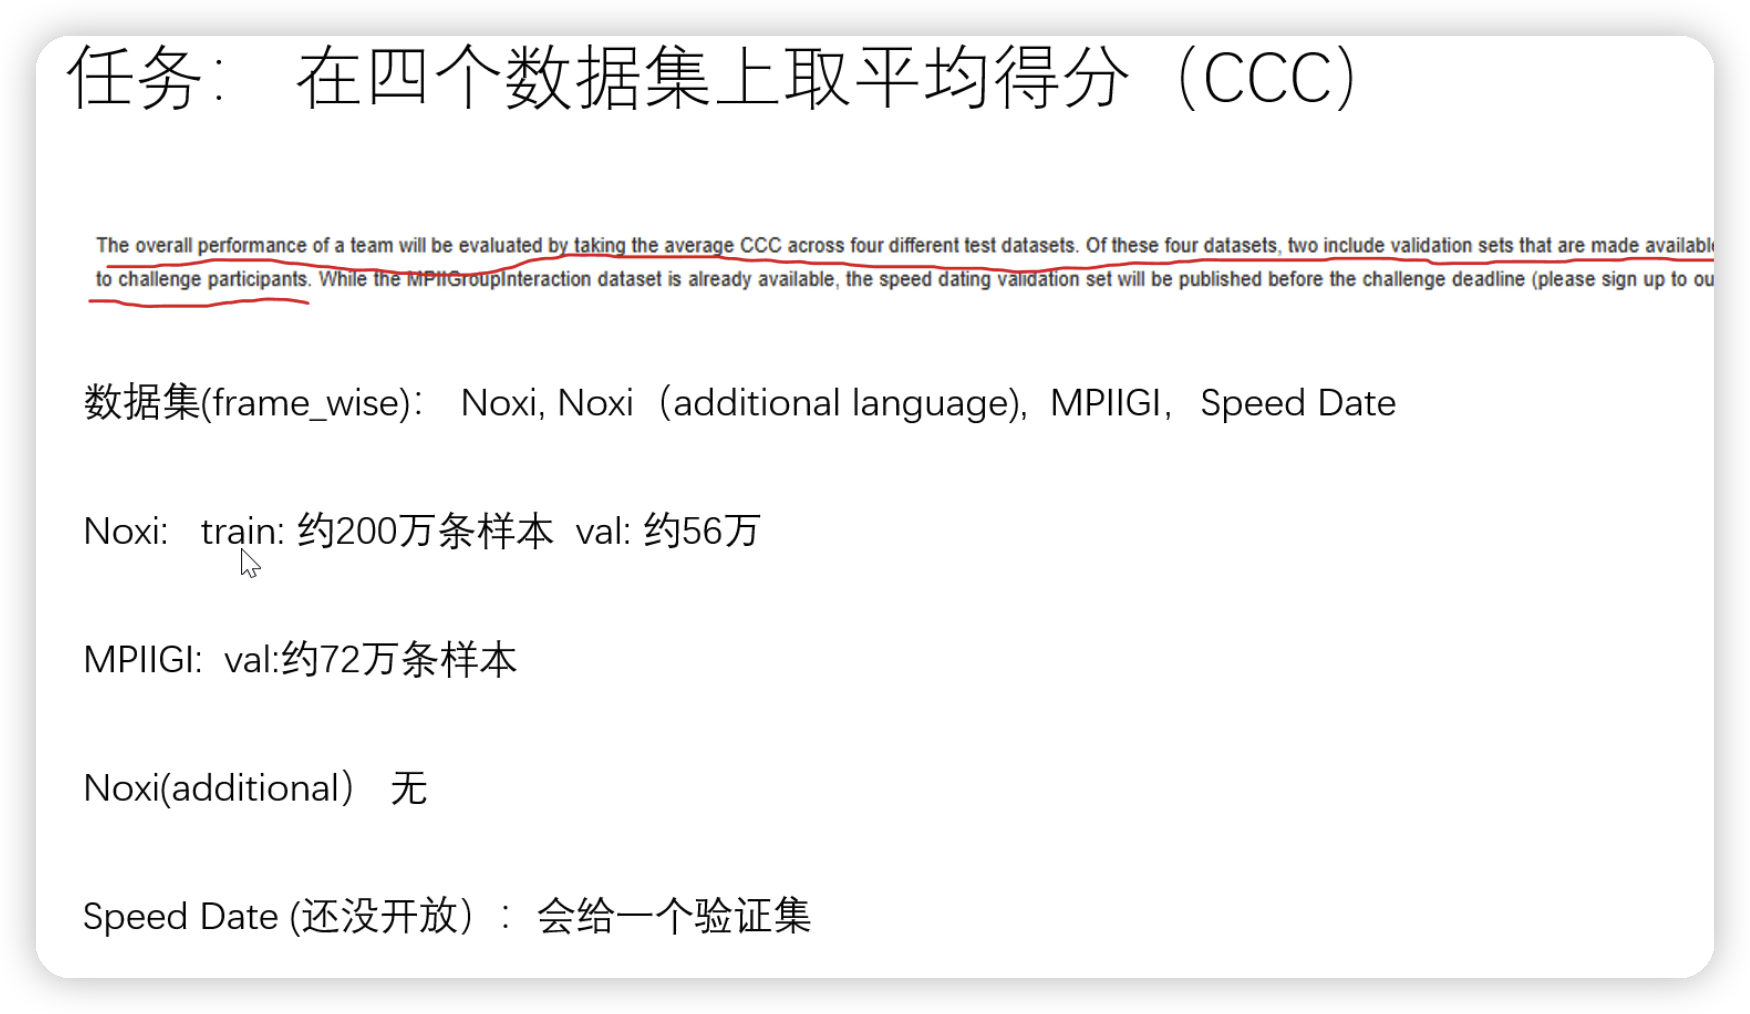 任务： 在四个数据集上取平均得分（CCC）
The overall performance of a team will be evaluated by taking the average CCC across four different test datasets. Of these four datasets, two include validation sets that are made available
to challenge participants. While the MPIIGroupInteraction dataset is already available, the speed dating validation set will be published before the challenge deadline (please sign up to ou
数据集(frame_wise)： Noxi, Noxi（additional language), MPIIGI， Speed Date
Noxi: train: 约200万条样本 val: 约56万
MPIIGI: val:约72万条样本
Noxi(additional） 无
Speed Date (还没开放）：会给一个验证集